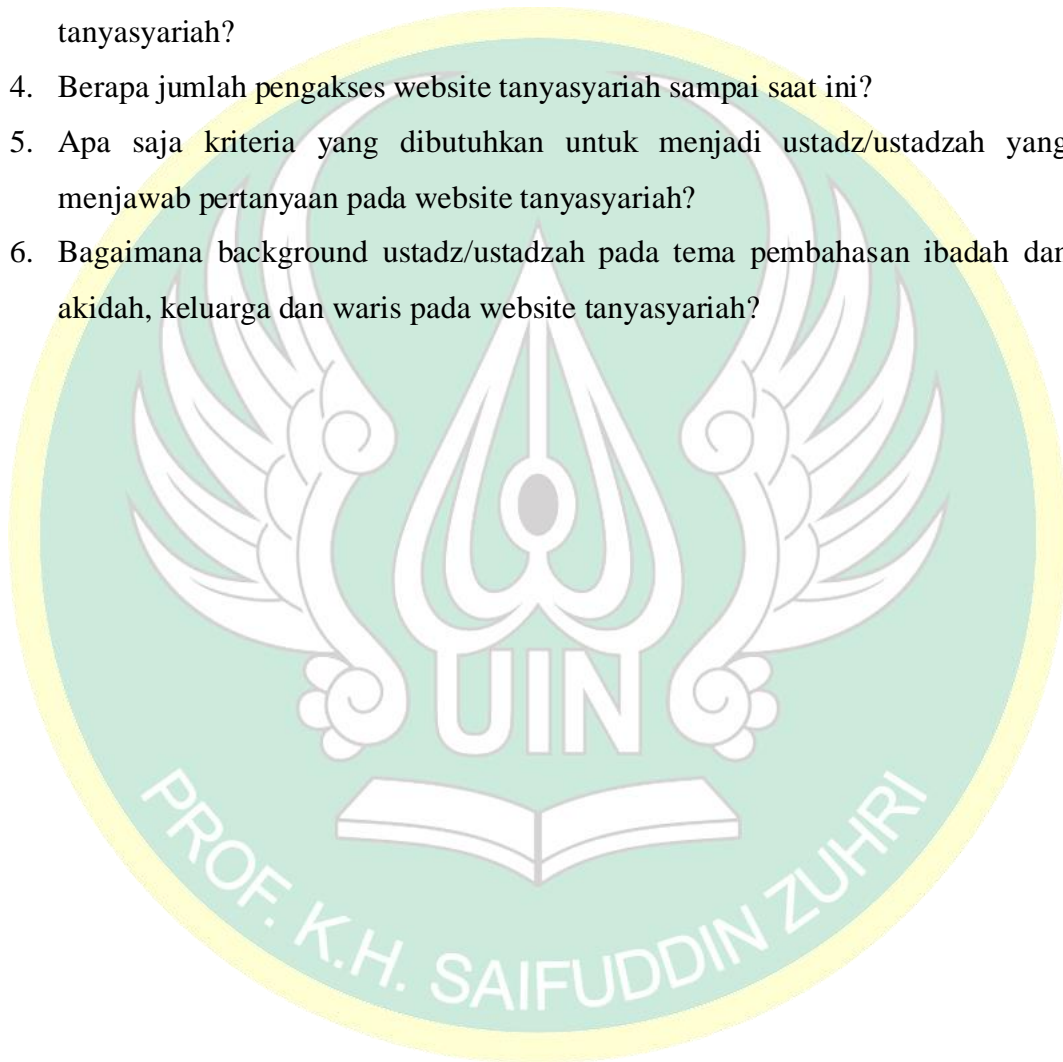 tanyasyariah?
4. Berapa jumlah pengakses website tanyasyariah sampai saat ini?
5. Apa saja kriteria yang dibutuhkan untuk menjadi ustadz/ustadzah yang
menjawab pertanyaan pada website tanyasyariah?
6. Bagaimana background ustadz/ustadzah pada tema pembahasan ibadah dan
akidah, keluarga dan waris pada website tanyasyariah?
UIN
PROF. K.H. SAIFUDDIN ZUHRI